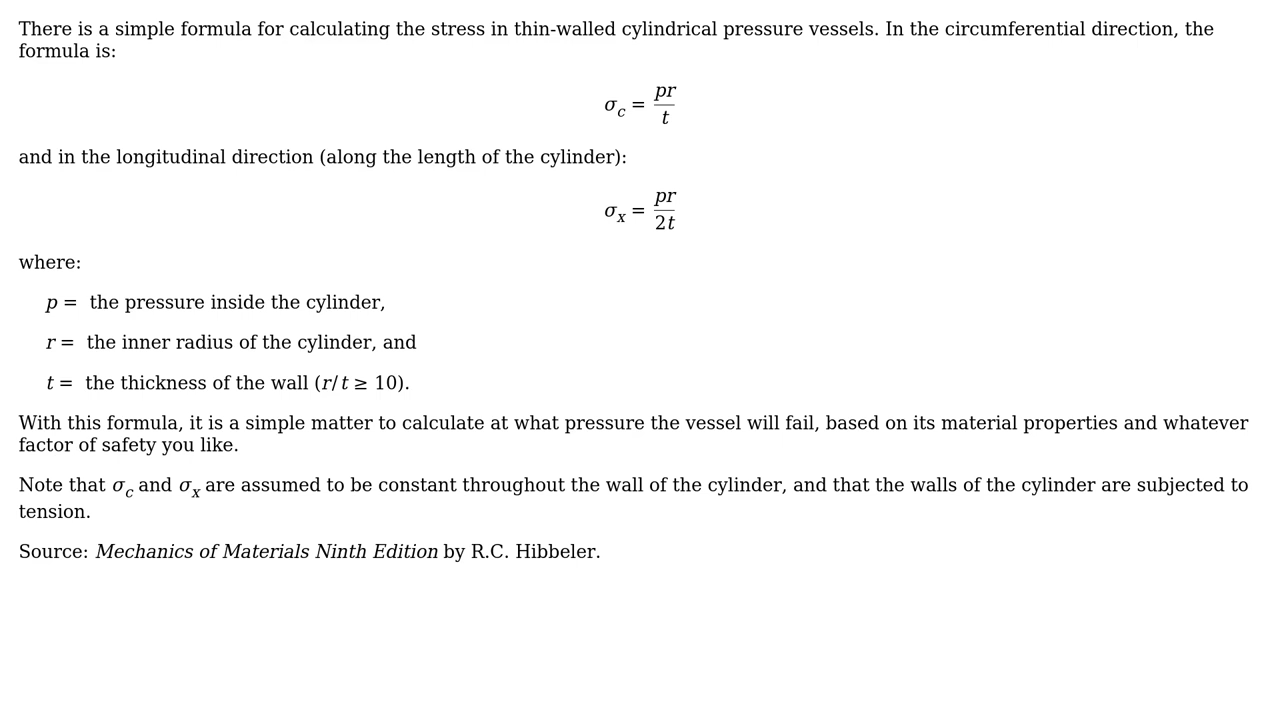 There is a simple formula for calculating the stress in thin-walled cylindrical pressure vessels. In the circumferential direction, the
formula is:
σc = pr/t
and in the longitudinal direction (along the length of the cylinder):
σx = pr/2t
where:
p = the pressure inside the cylinder,
r = the inner radius of the cylinder, and
t = the thickness of the wall (r/t ≥ 10).
With this formula, it is a simple matter to calculate at what pressure the vessel will fail, based on its material properties and whatever
factor of safety you like.
Note that σc and σx are assumed to be constant throughout the wall of the cylinder, and that the walls of the cylinder are subjected to
tension.
Source: Mechanics of Materials Ninth Edition by R.C. Hibbeler.